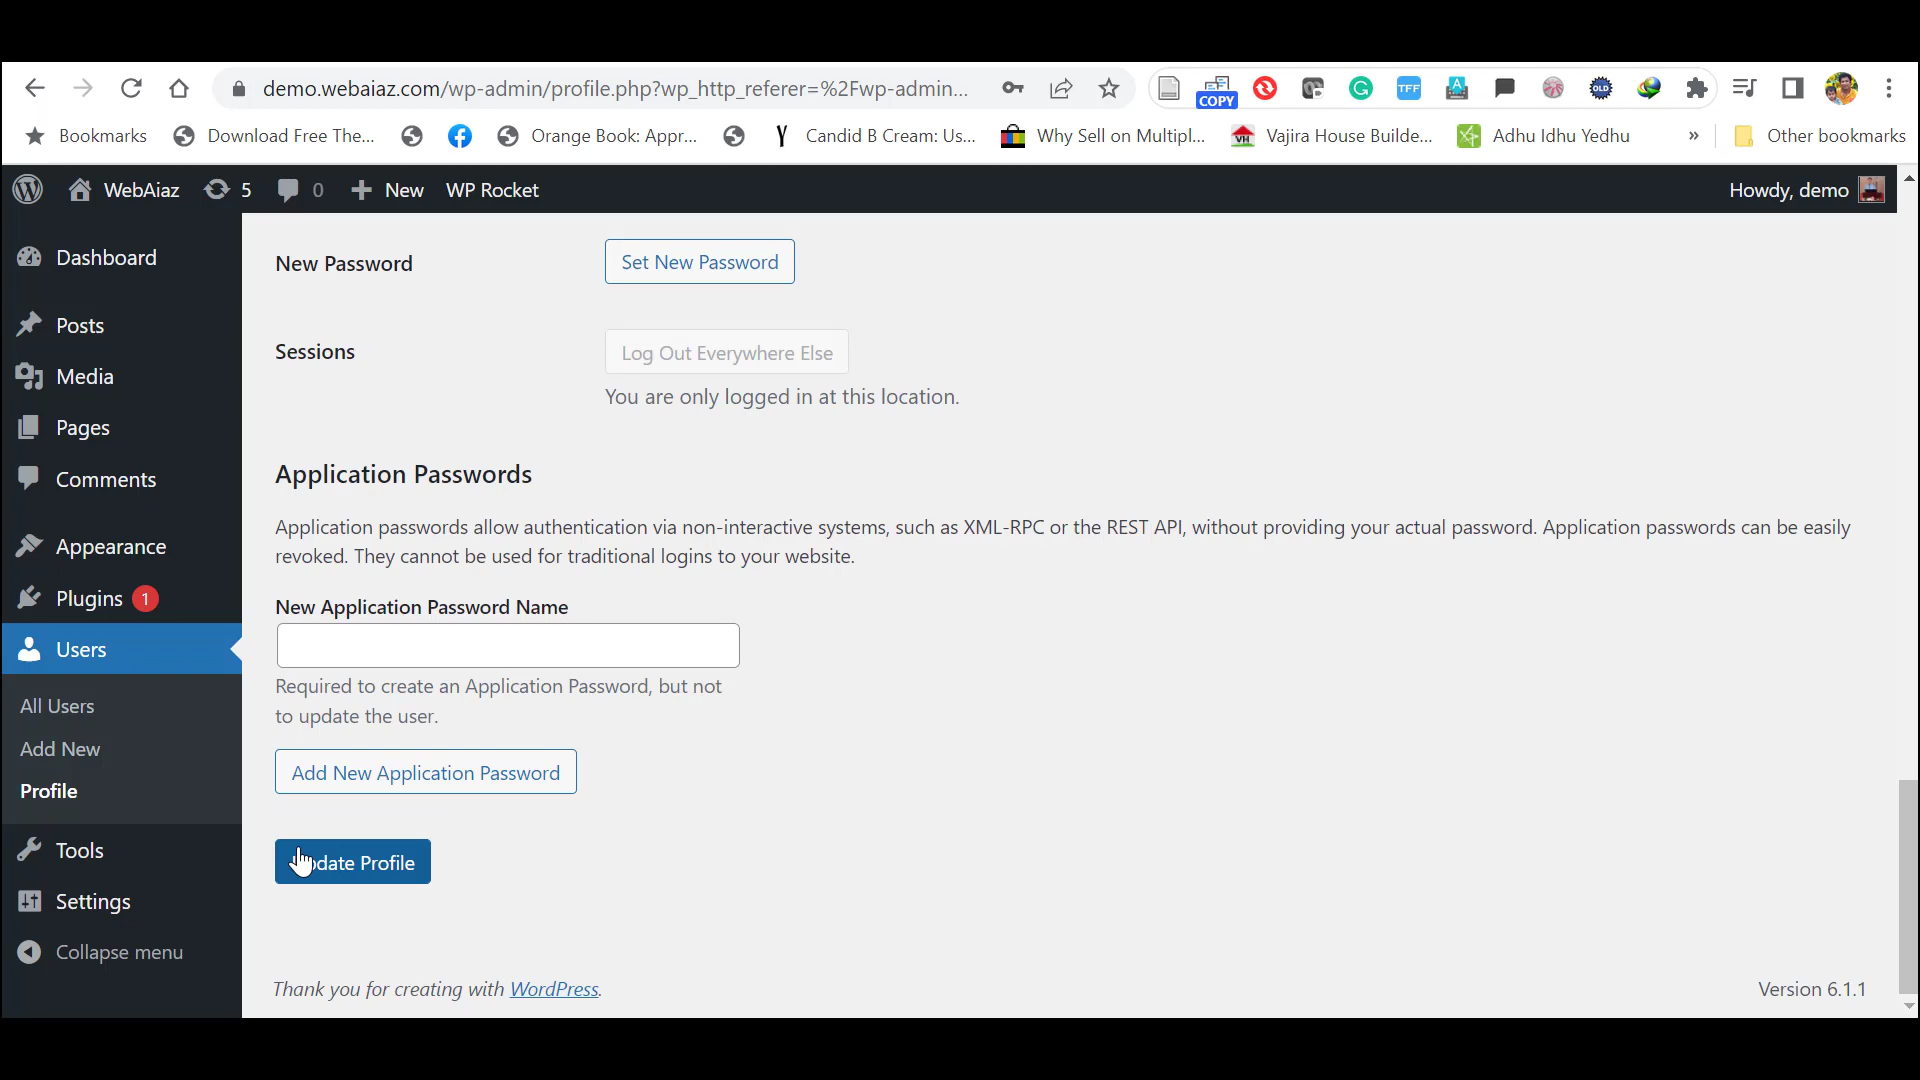 demo.webaiaz.com/wp-admin/profile.php?wp_http_referer=%2Fwp-admin...
COPY
TFF
OLD
Bookmarks
Download Free The...
Orange Book: Appr...
Candid B Cream: Us...
Why Sell on Multipl...
VH
Vajira House Builde...
Adhu Idhu Yedhu
»
Other bookmarks
WebAiaz
5
0
New
WP Rocket
Howdy, demo
Dashboard
Posts
Media
Pages
Comments
Appearance
Plugins 1
Users
All Users
Add New
Profile
Tools
Settings
Collapse menu
New Password
Set New Password
Sessions
Log Out Everywhere Else
You are only logged in at this location.
Application Passwords
Application passwords allow authentication via non-interactive systems, such as XML-RPC or the REST API, without providing your actual password. Application passwords can be easily
revoked. They cannot be used for traditional logins to your website.
New Application Password Name
Required to create an Application Password, but not
to update the user.
Add New Application Password
Update Profile
Thank you for creating with WordPress.
Version 6.1.1